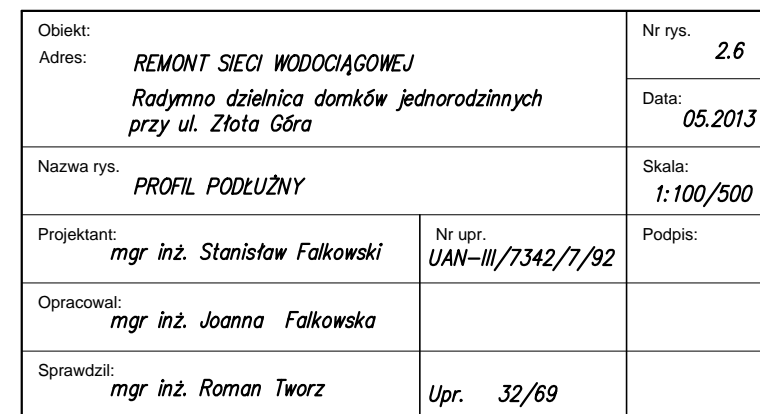 Obiekt:
Adres:
REMONT SIECI WODOCIĄGOWEJ
Radymno dzielnica domków jednorodzinnych
przy ul. Złota Góra
Nr rys.
2.6
Data:
05.2013
Nazwa rys.
PROFIL PODŁUŻNY
Skala:
1:100/500
Projektant:
mgr inż. Stanisław Falkowski
Nr upr.
UAN-III/7342/7/92
Podpis:
Opracował:
mgr inż. Joanna Falkowska
Sprawdził:
mgr inż. Roman Tworz
Upr. 32/69